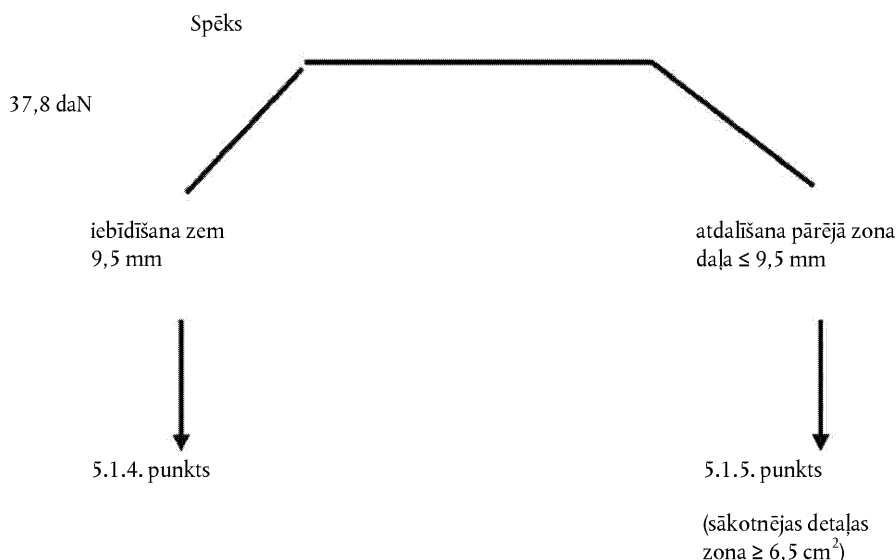 Spēks
37,8 daN
iebīdīšana zem
9,5 mm
atdalīšana pārējā zona
daļa ≤ 9,5 mm
5.1.4. punkts
5.1.5. punkts
(sākotnējas detaļas
zona ≥ 6,5 cm²)